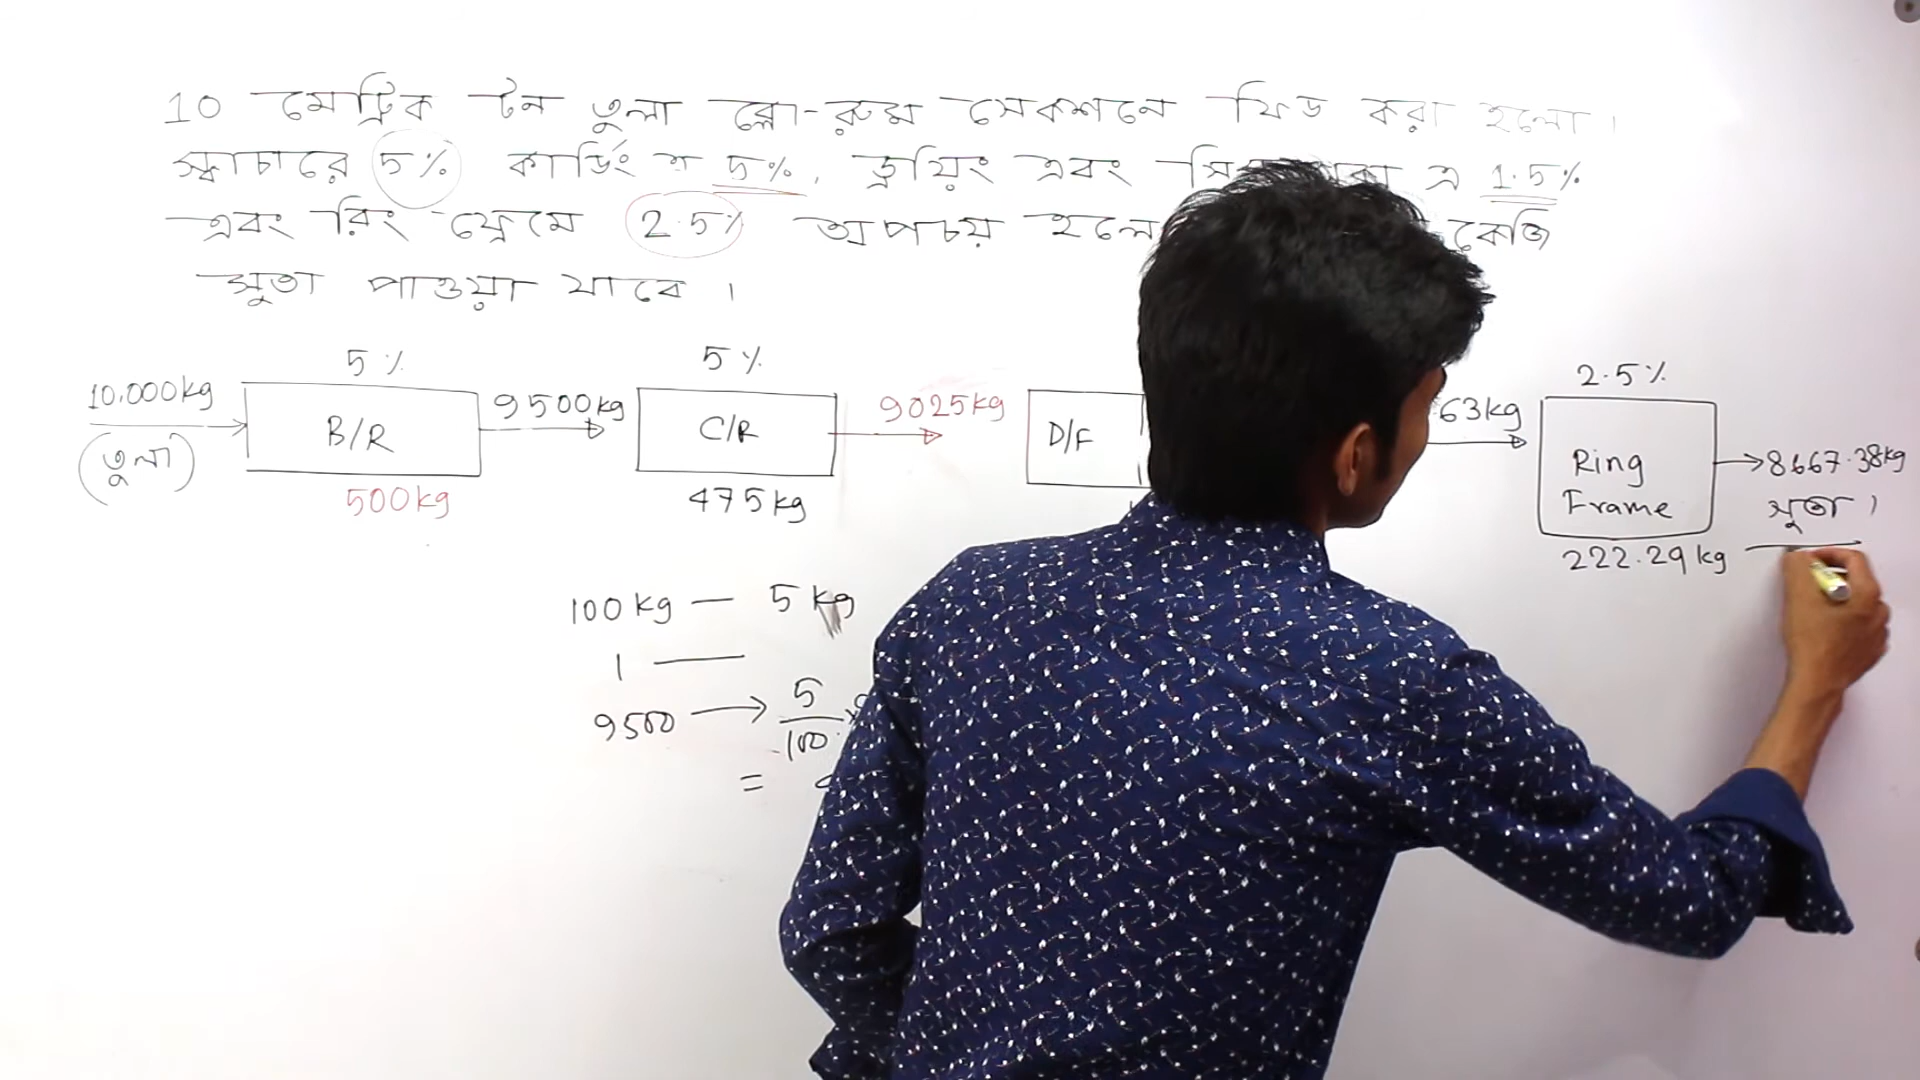 10 মেট্রিক টন তুলা ব্লো-রুম সেকশনে ফিড করা হলো।
স্কাচারে 5% কার্ডিং এ 5%, ড্রয়িং এবং এ 1.5%
এবং রিং ফ্রেমে 2.5% অপচয় হলে কেজি
সুতা পাওয়া যাবে।
5% 5% 2.5%
10,000kg 9500kg 9025kg 63kg
(তুলা) B/R C/R D/F Ring Frame 8667.38kg
সুতা।
500kg 475kg 222.29kg
100kg — 5kg
1 —
9500 → 5/100 ×
=